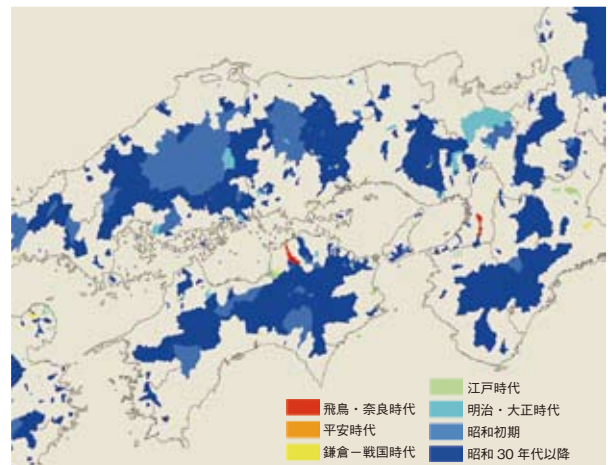 飛鳥・奈良時代
平安時代
鎌倉－戦国時代
江戸時代
明治・大正時代
昭和初期
昭和 30 年代以降